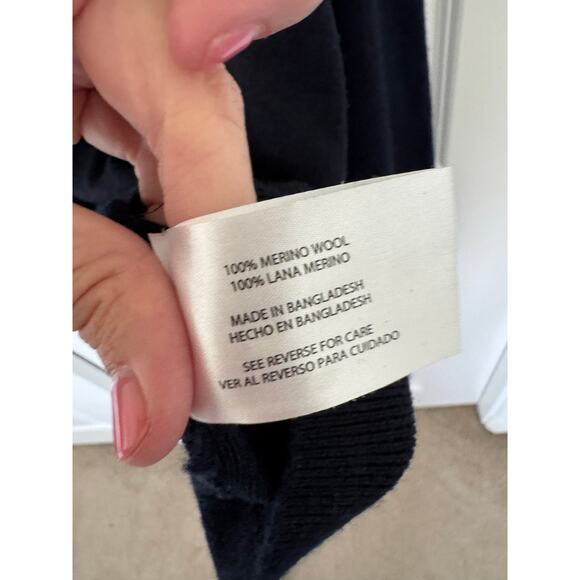 100% MERINO WOOL
100% LANA MERINO
MADE IN BANGLADESH
HECHO EN BANGLADESH
SEE REVERSE FOR CARE
VER AL REVERSO PARA CUIDADO